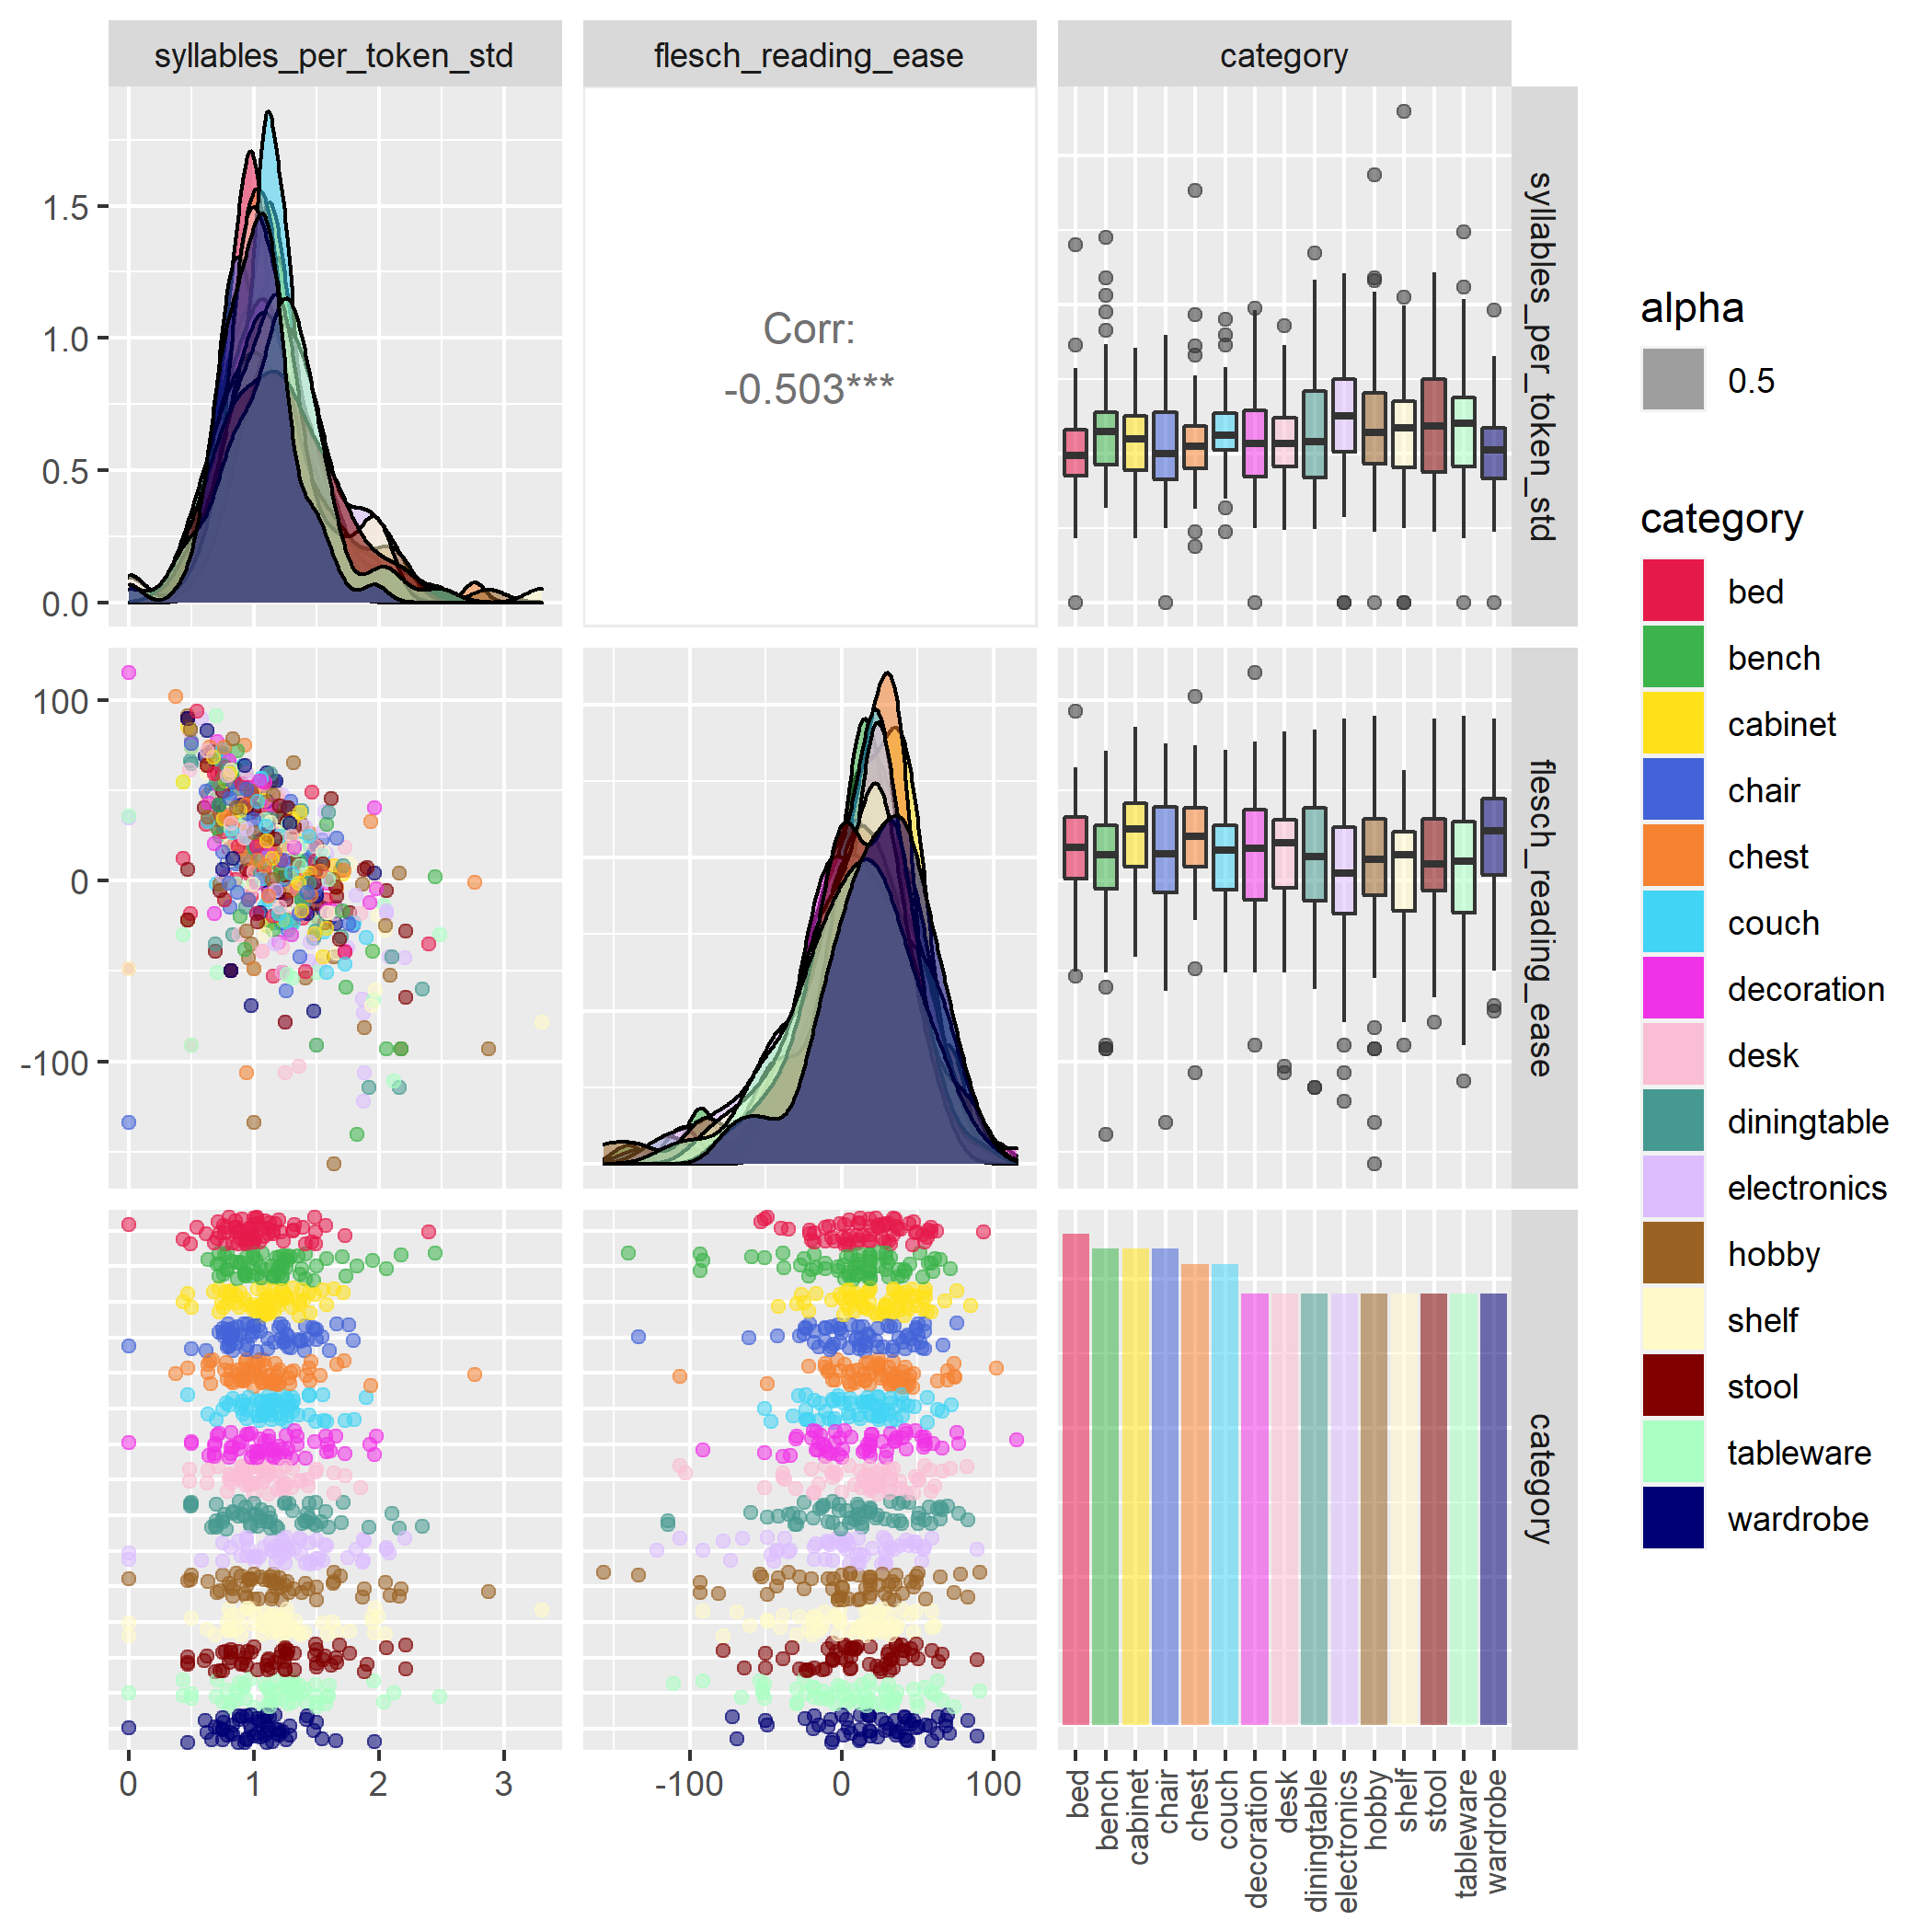 syllables_per_token_std
flesch_reading_ease
category
1.5
1.0
0.5
0.0
Corr:
-0.503***
syllables_per_token_std
100
0
-100
flesch_reading_ease
category
0
1
2
3
-100
0
100
bed
bench
cabinet
chair
chest
couch
decoration
desk
diningtable
electronics
hobby
shelf
stool
tableware
wardrobe
alpha
0.5
category
bed
bench
cabinet
chair
chest
couch
decoration
desk
diningtable
electronics
hobby
shelf
stool
tableware
wardrobe